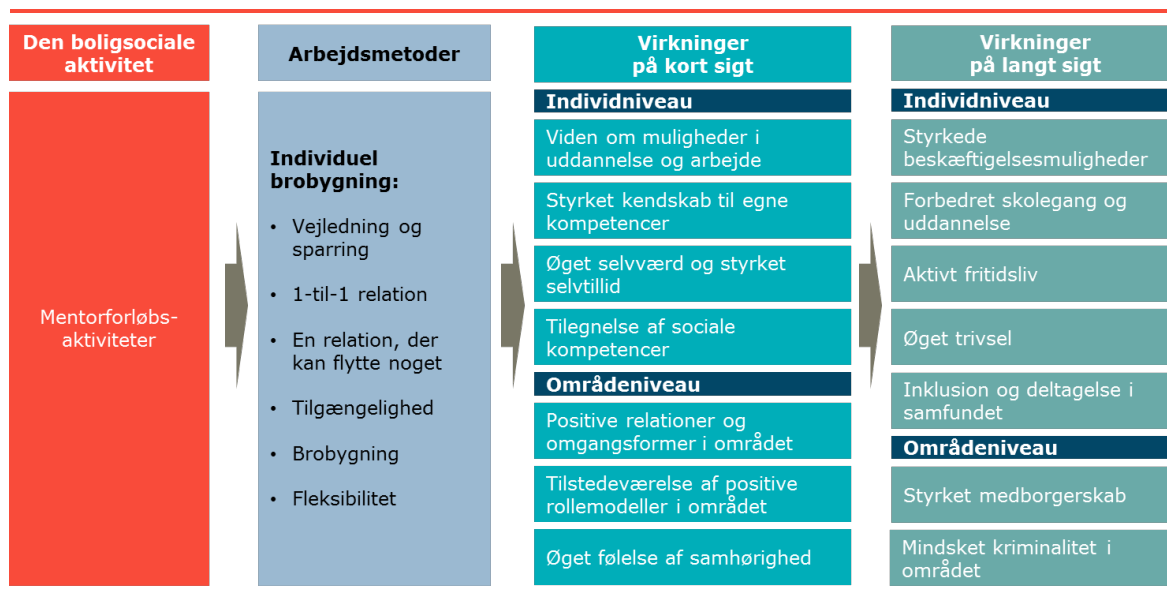 Den boligsociale
aktivitet
Mentorforløbs-
aktiviteter
Arbejdsmetoder
Individuel
brobygning:
• Vejledning og
sparring
• 1-til-1 relation
• En relation, der
kan flytte noget
• Tilgængelighed
• Brobygning
• Fleksibilitet
Virkninger
på kort sigt
Individniveau
Viden om muligheder i
uddannelse og arbejde
Styrket kendskab til egne
kompetencer
Øget selvværd og styrket
selvtillid
Tilegnelse af sociale
kompetencer
Områdeniveau
Positive relationer og
omgangsformer i området
Tilstedeværelse af positive
rollemodeller i området
Øget følelse af samhørighed
Virkninger
på langt sigt
Individniveau
Styrkede
beskæftigelsesmuligheder
Forbedret skolegang og
uddannelse
Aktivt fritidsliv
Øget trivsel
Inklusion og deltagelse i
samfundet
Områdeniveau
Styrket medborgerskab
Mindsket kriminalitet i
området